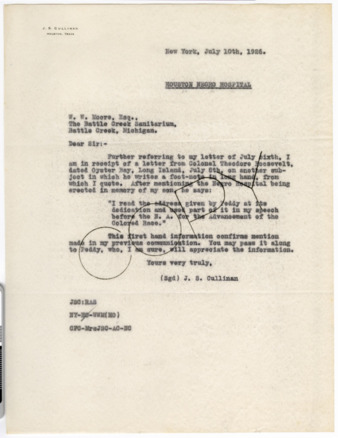 J. S. CULLINAN
HOUSTON, TEXAS
New York, July 10th, 1926.
HOUSTON NEGRO HOSPITAL
W. W. Moore, Esq.,
The Battle Creek Sanitarium,
Battle Creek, Michigan.
Dear Sir:-
Further referring to my letter of July sixth, I
am in receipt of a letter from Colonel Theodore Roosevelt,
dated Oyster Bay, Long Island, July 8th, on another sub-
ject in which he writes a foot-note in long hand, from
which I quote. After mentioning the Negro Hospital being
erected in memory of my son, he says:
"I read the address given by Peddy at the
dedication and used part of it in my speech
before the N. A. for the Advancement of the
Colored Race."
This first hand information confirms mention
made in my previous communication. You may pass it along
to Peddy, who, I am sure, will appreciate the information.
Yours very truly,
(Sgd) J. S. Cullinan
JSC:RAS